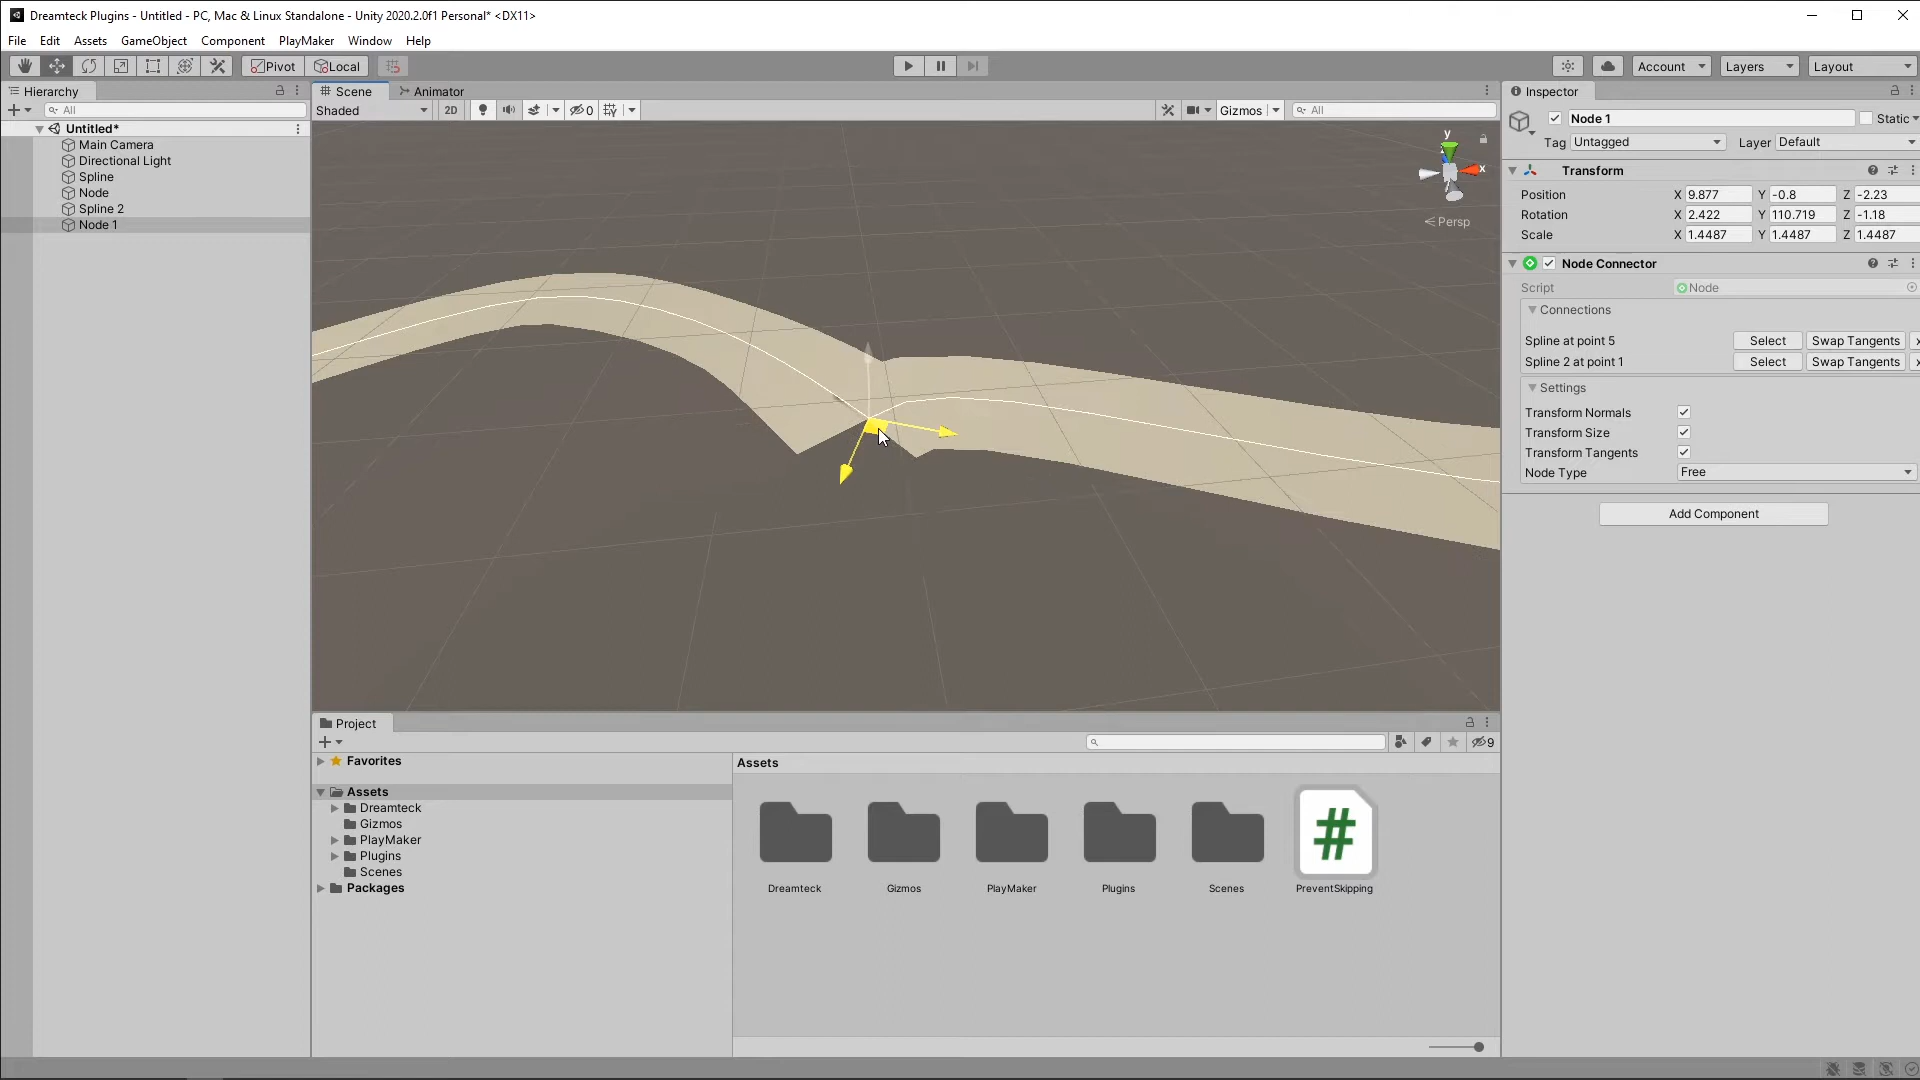 Dreamteck Plugins - Untitled - PC, Mac & Linux Standalone - Unity 2020.2.0f1 Personal* <DX11>
File Edit Assets GameObject Component PlayMaker Window Help
Pivot Local Account Layers Layout
Hierarchy
All
Untitled*
Main Camera
Directional Light
Spline
Node
Spline 2
Node 1
Scene Animator
Shaded 2D 0 Gizmos All
y
x
Persp
Project
9
Favorites
Assets
Dreamteck
Gizmos
PlayMaker
Plugins
Scenes
Packages
Assets
Dreamteck Gizmos PlayMaker Plugins Scenes PreventSkipping
Inspector
Node 1 Static
Tag Untagged Layer Default
Transform
Position X 9.877 Y -0.8 Z -2.23
Rotation X 2.422 Y 110.719 Z -1.18
Scale X 1.4487 Y 1.4487 Z 1.4487
Node Connector
Script Node
Connections
Spline at point 5 Select Swap Tangents x
Spline 2 at point 1 Select Swap Tangents x
Settings
Transform Normals
Transform Size
Transform Tangents
Node Type Free
Add Component